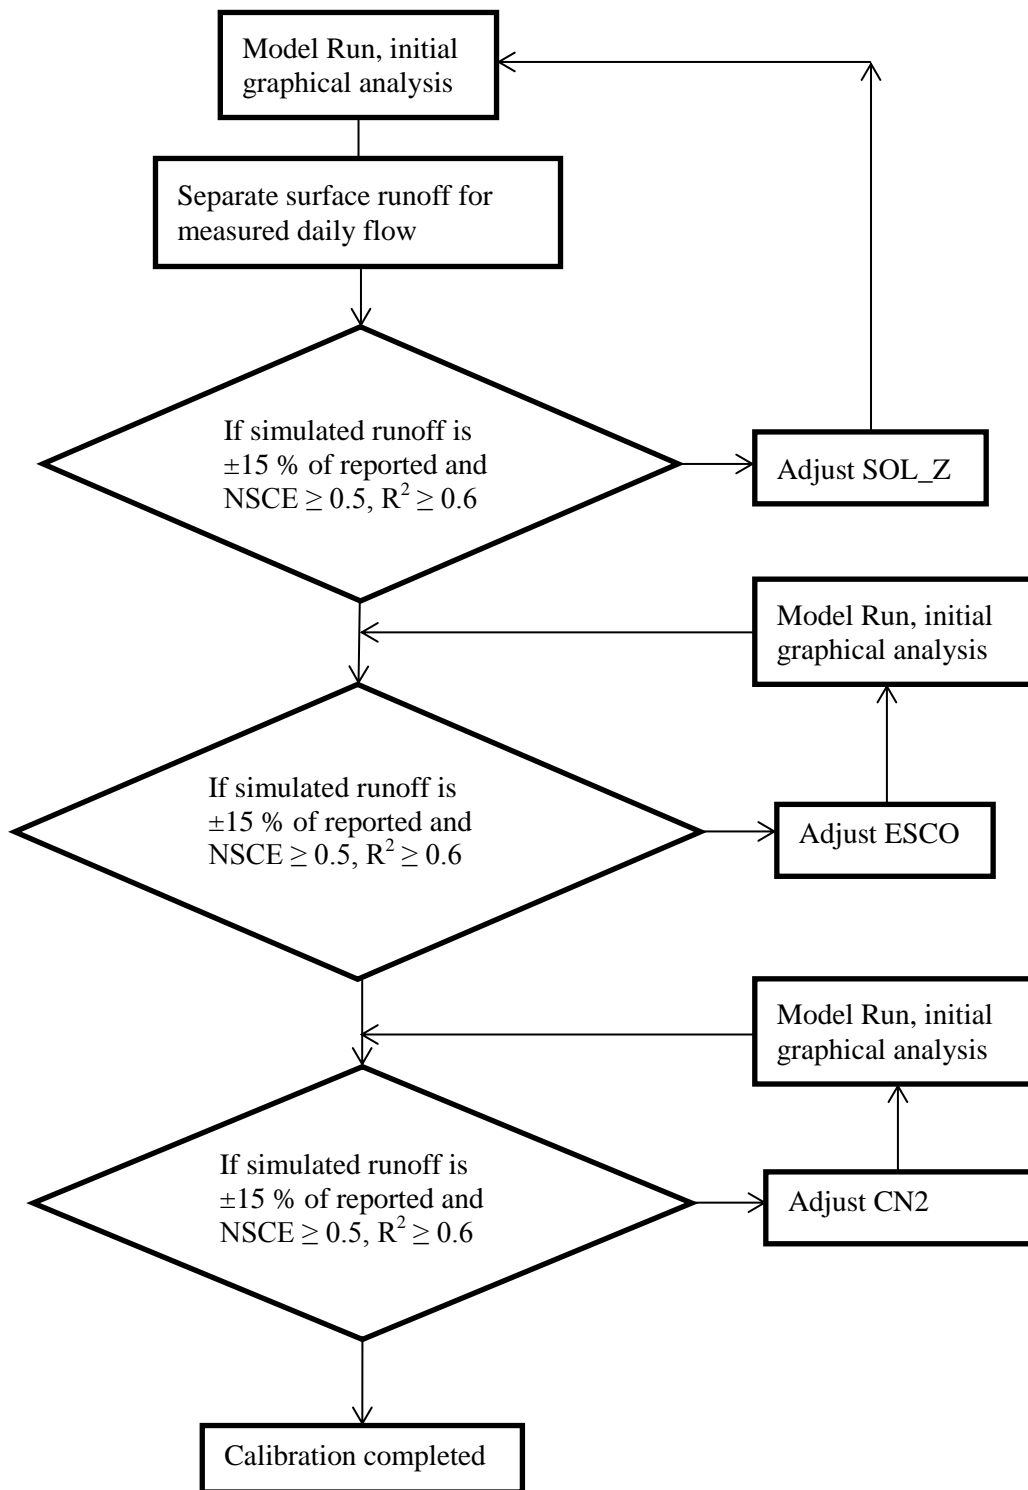 Model Run, initial
graphical analysis
Separate surface runoff for
measured daily flow
If simulated runoff is
±15 % of reported and
NSCE ≥ 0.5, R² ≥ 0.6
Adjust SOL_Z
Model Run, initial
graphical analysis
If simulated runoff is
±15 % of reported and
NSCE ≥ 0.5, R² ≥ 0.6
Adjust ESCO
Model Run, initial
graphical analysis
If simulated runoff is
±15 % of reported and
NSCE ≥ 0.5, R² ≥ 0.6
Adjust CN2
Calibration completed